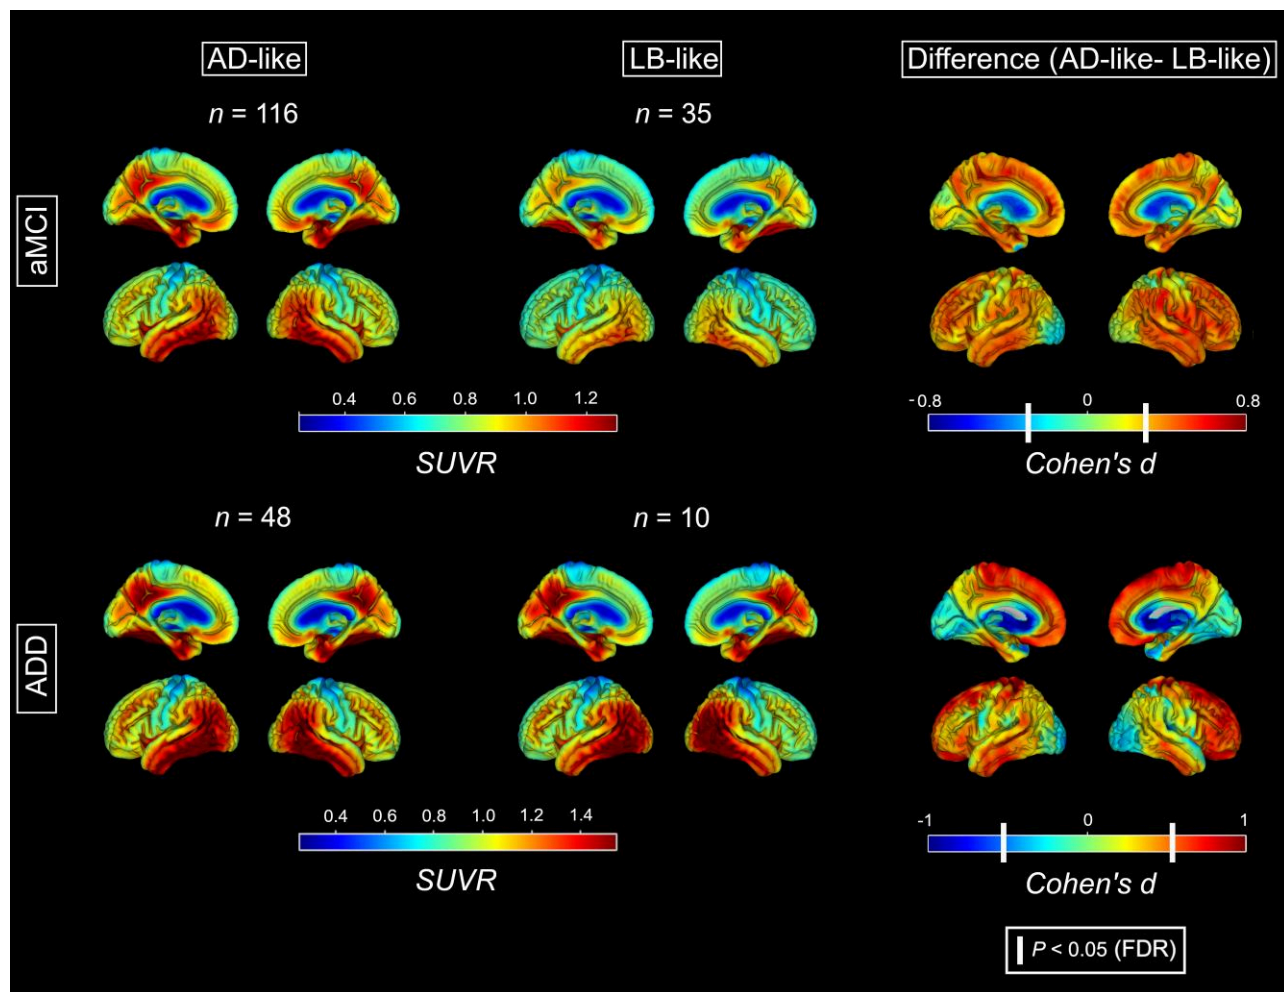 AD-like
LB-like
Difference (AD-like- LB-like)
n = 116
n = 35
aMCI
0.4 0.6 0.8 1.0 1.2
SUVR
-0.8 0 0.8
Cohen's d
n = 48
n = 10
ADD
0.4 0.6 0.8 1.0 1.2 1.4
SUVR
-1 0 1
Cohen's d
P < 0.05 (FDR)